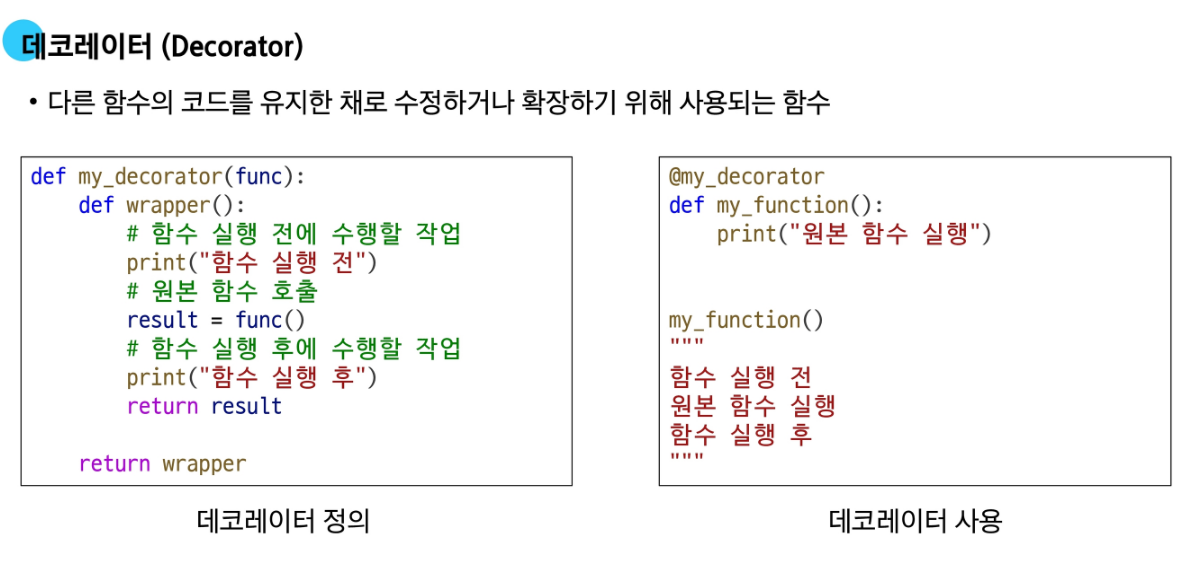 데코레이터 (Decorator)
• 다른 함수의 코드를 유지한 채로 수정하거나 확장하기 위해 사용되는 함수
def my_decorator(func):
    def wrapper():
        # 함수 실행 전에 수행할 작업
        print("함수 실행 전")
        # 원본 함수 호출
        result = func()
        # 함수 실행 후에 수행할 작업
        print("함수 실행 후")
        return result
    return wrapper
데코레이터 정의
@my_decorator
def my_function():
    print("원본 함수 실행")
my_function()
"""
함수 실행 전
원본 함수 실행
함수 실행 후
"""
데코레이터 사용